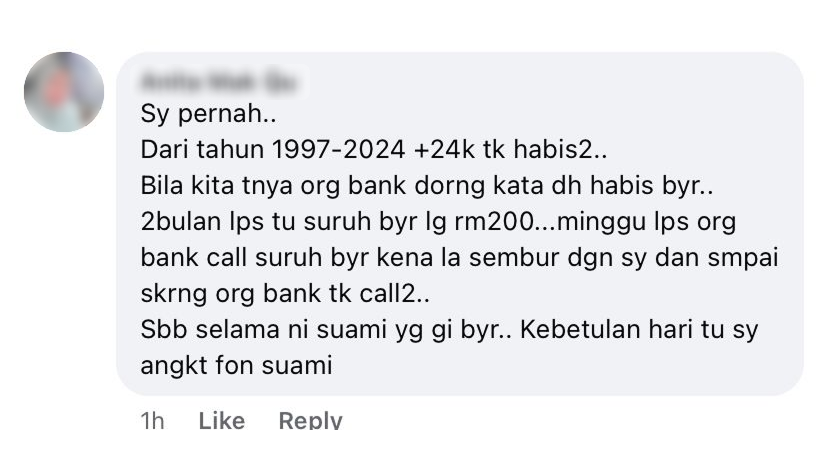 Sy pernah..
Dari tahun 1997-2024 +24k tk habis2..
Bila kita tnya org bank dorng kata dh habis byr..
2bulan lps tu suruh byr lg rm200...minggu lps org
bank call suruh byr kena la sembur dgn sy dan smpai
skrng org bank tk call2..
Sbb selama ni suami yg gi byr.. Kebetulan hari tu sy
angkt fon suami
1h Like Reply